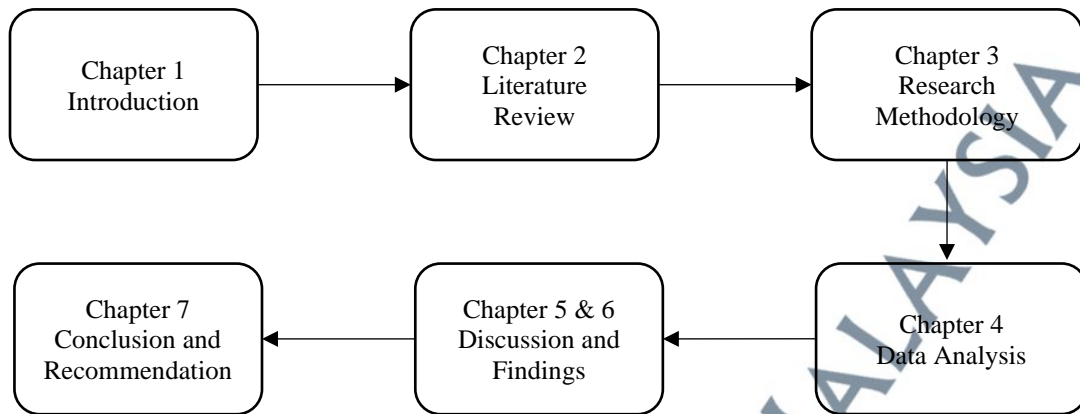 Chapter 1
Introduction
Chapter 2
Literature
Review
Chapter 3
Research
Methodology
Chapter 4
Data Analysis
Chapter 5 & 6
Discussion and
Findings
Chapter 7
Conclusion and
Recommendation
MALAYSIA